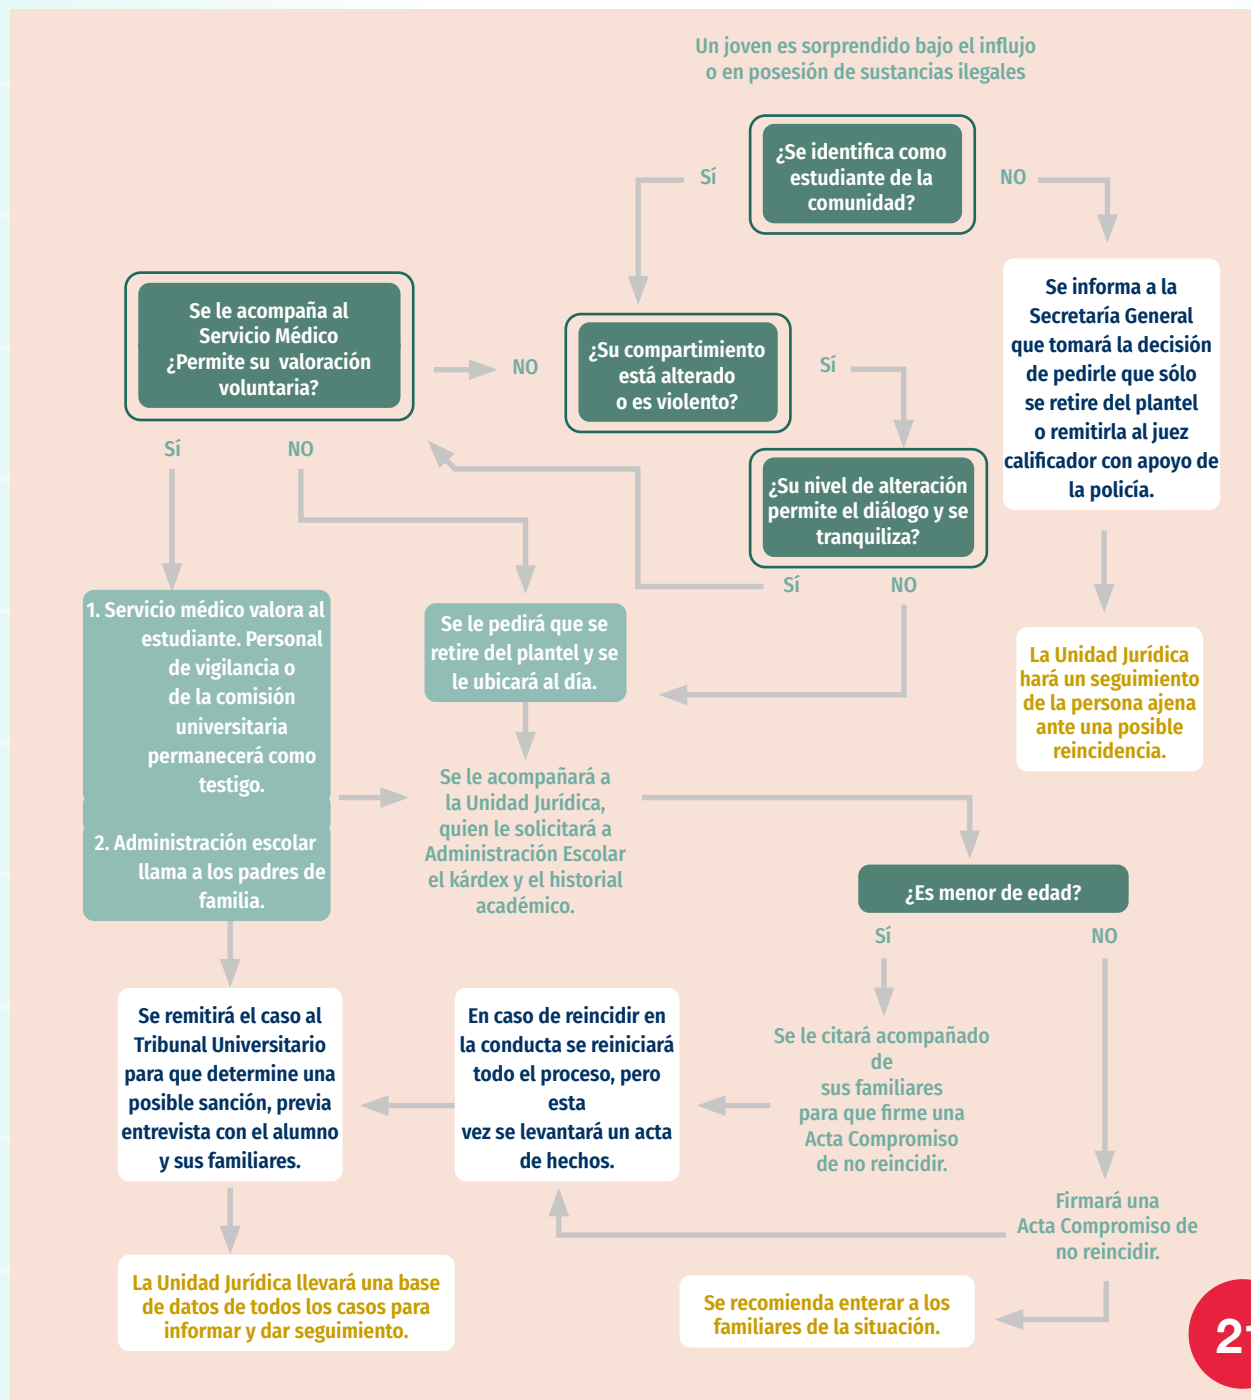 Un joven es sorprendido bajo el influjo
o en posesión de sustancias ilegales
¿Se identifica como
estudiante de la
comunidad?
Sí
NO
Se informa a la
Secretaría General
que tomará la decisión
de pedirle que sólo
se retire del plantel
o remitirla al juez
calificador con apoyo de
la policía.
Se le acompaña al
Servicio Médico
¿Permite su valoración
voluntaria?
NO
¿Su compartimiento
está alterado
o es violento?
Sí
Sí
NO
¿Su nivel de alteración
permite el diálogo y se
tranquiliza?
Sí
NO
1. Servicio médico valora al
estudiante. Personal
de vigilancia o
de la comisión
universitaria
permanecerá como
testigo.
2. Administración escolar
llama a los padres de
familia.
Se le pedirá que se
retire del plantel y se
le ubicará al día.
La Unidad Jurídica
hará un seguimiento
de la persona ajena
ante una posible
reincidencia.
Se le acompañará a
la Unidad Jurídica,
quien le solicitará a
Administración Escolar
el kárdex y el historial
académico.
¿Es menor de edad?
Sí
NO
Se remitirá el caso al
Tribunal Universitario
para que determine una
posible sanción, previa
entrevista con el alumno
y sus familiares.
En caso de reincidir en
la conducta se reiniciará
todo el proceso, pero
esta
vez se levantará un acta
de hechos.
Se le citará acompañado
de
sus familiares
para que firme una
Acta Compromiso
de no reincidir.
Firmará una
Acta Compromiso de
no reincidir.
La Unidad Jurídica llevará una base
de datos de todos los casos para
informar y dar seguimiento.
Se recomienda enterar a los
familiares de la situación.